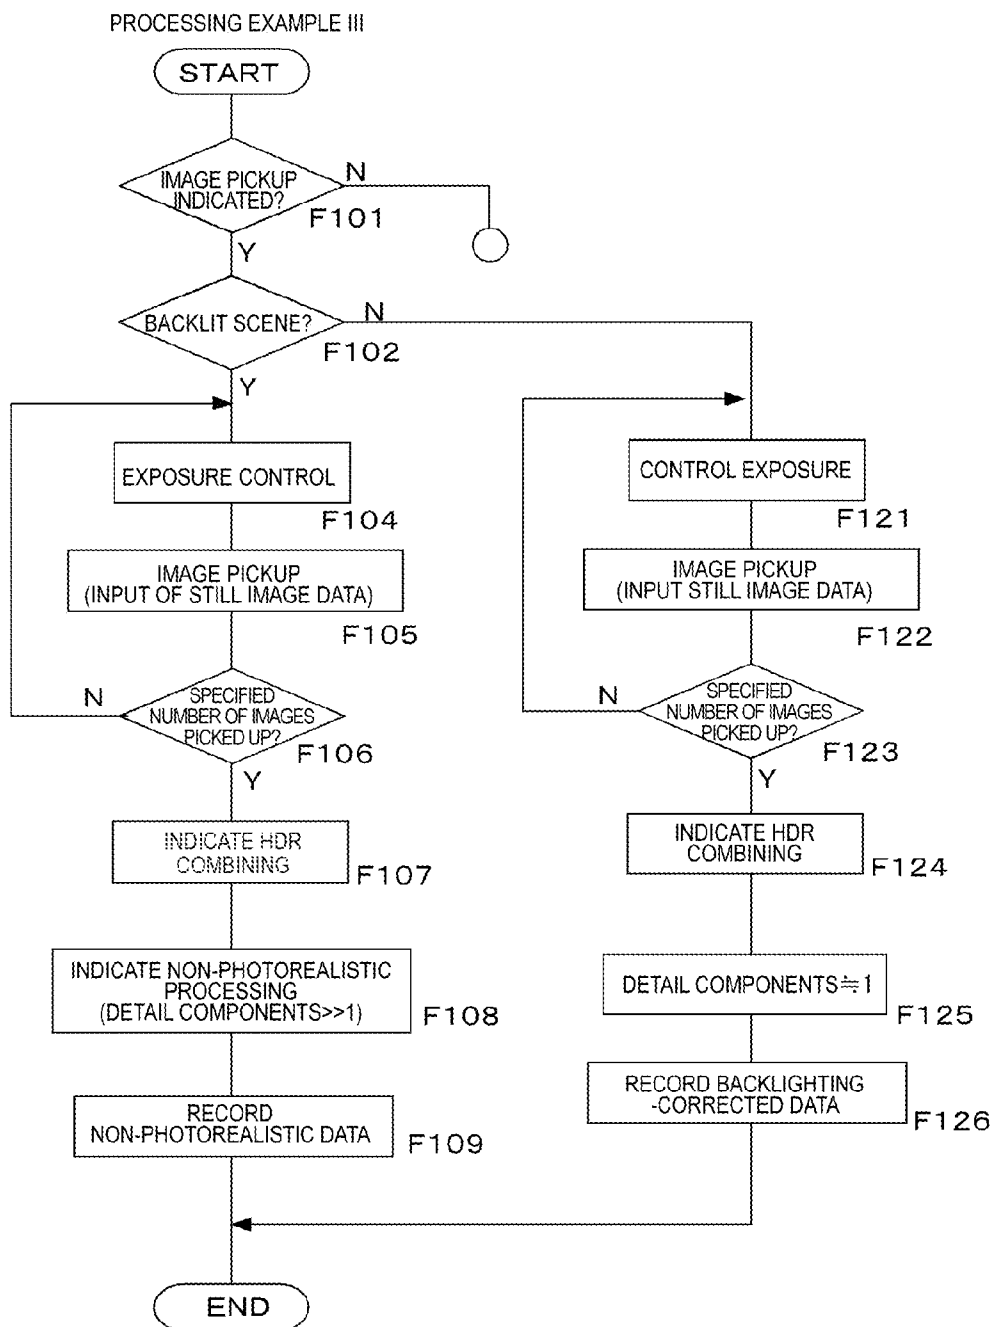 PROCESSING EXAMPLE III
START
IMAGE PICKUP
INDICATED?
N
F101
Y
BACKLIT SCENE?
N
F102
Y
EXPOSURE CONTROL
F104
IMAGE PICKUP
(INPUT OF STILL IMAGE DATA)
F105
SPECIFIED
NUMBER OF IMAGES
PICKED UP?
N
F106
Y
INDICATE HDR
COMBINING
F107
INDICATE NON-PHOTOREALISTIC
PROCESSING
(DETAIL COMPONENTS>>1)
F108
RECORD
NON-PHOTOREALISTIC DATA
F109
CONTROL EXPOSURE
F121
IMAGE PICKUP
(INPUT STILL IMAGE DATA)
F122
SPECIFIED
NUMBER OF IMAGES
PICKED UP?
N
F123
Y
INDICATE HDR
COMBINING
F124
DETAIL COMPONENTS≒1
F125
RECORD BACKLIGHTING
-CORRECTED DATA
F126
END